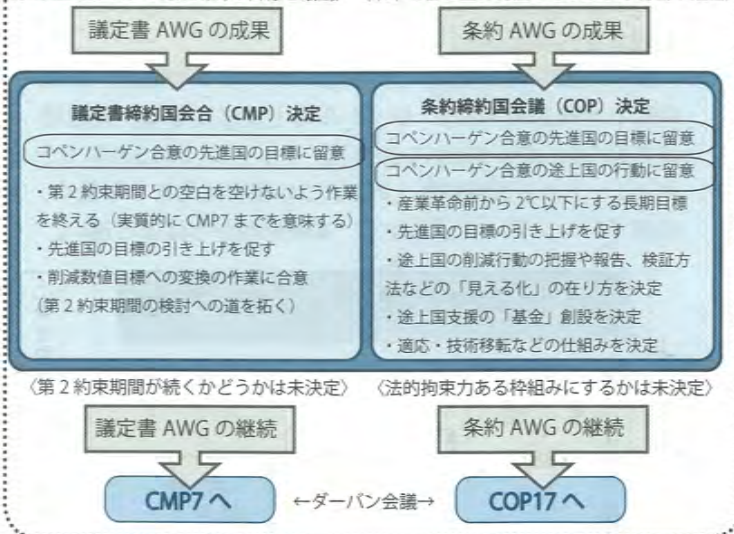 議定書 AWG の成果
条約 AWG の成果
議定書締約国会合（CMP）決定
コペンハーゲン合意の先進国の目標に留意
・第２約束期間との空白を空けないよう作業
を終える（実質的に CMP7 までを意味する）
・先進国の目標の引き上げを促す
・削減数値目標への変換の作業に合意
（第２約束期間の検討への道を拓く）
条約締約国会議（COP）決定
コペンハーゲン合意の先進国の目標に留意
コペンハーゲン合意の途上国の行動に留意
・産業革命前から 2℃以下にする長期目標
・先進国の目標の引き上げを促す
・途上国の削減行動の把握や報告、検証方
法などの「見える化」の在り方を決定
・途上国支援の「基金」創設を決定
・適応・技術移転などの仕組みを決定
〈第２約束期間が続くかどうかは未決定〉
〈法的拘束力ある枠組みにするかは未決定〉
議定書 AWG の継続
条約 AWG の継続
CMP7 へ
←ダーバン会議→
COP17 へ